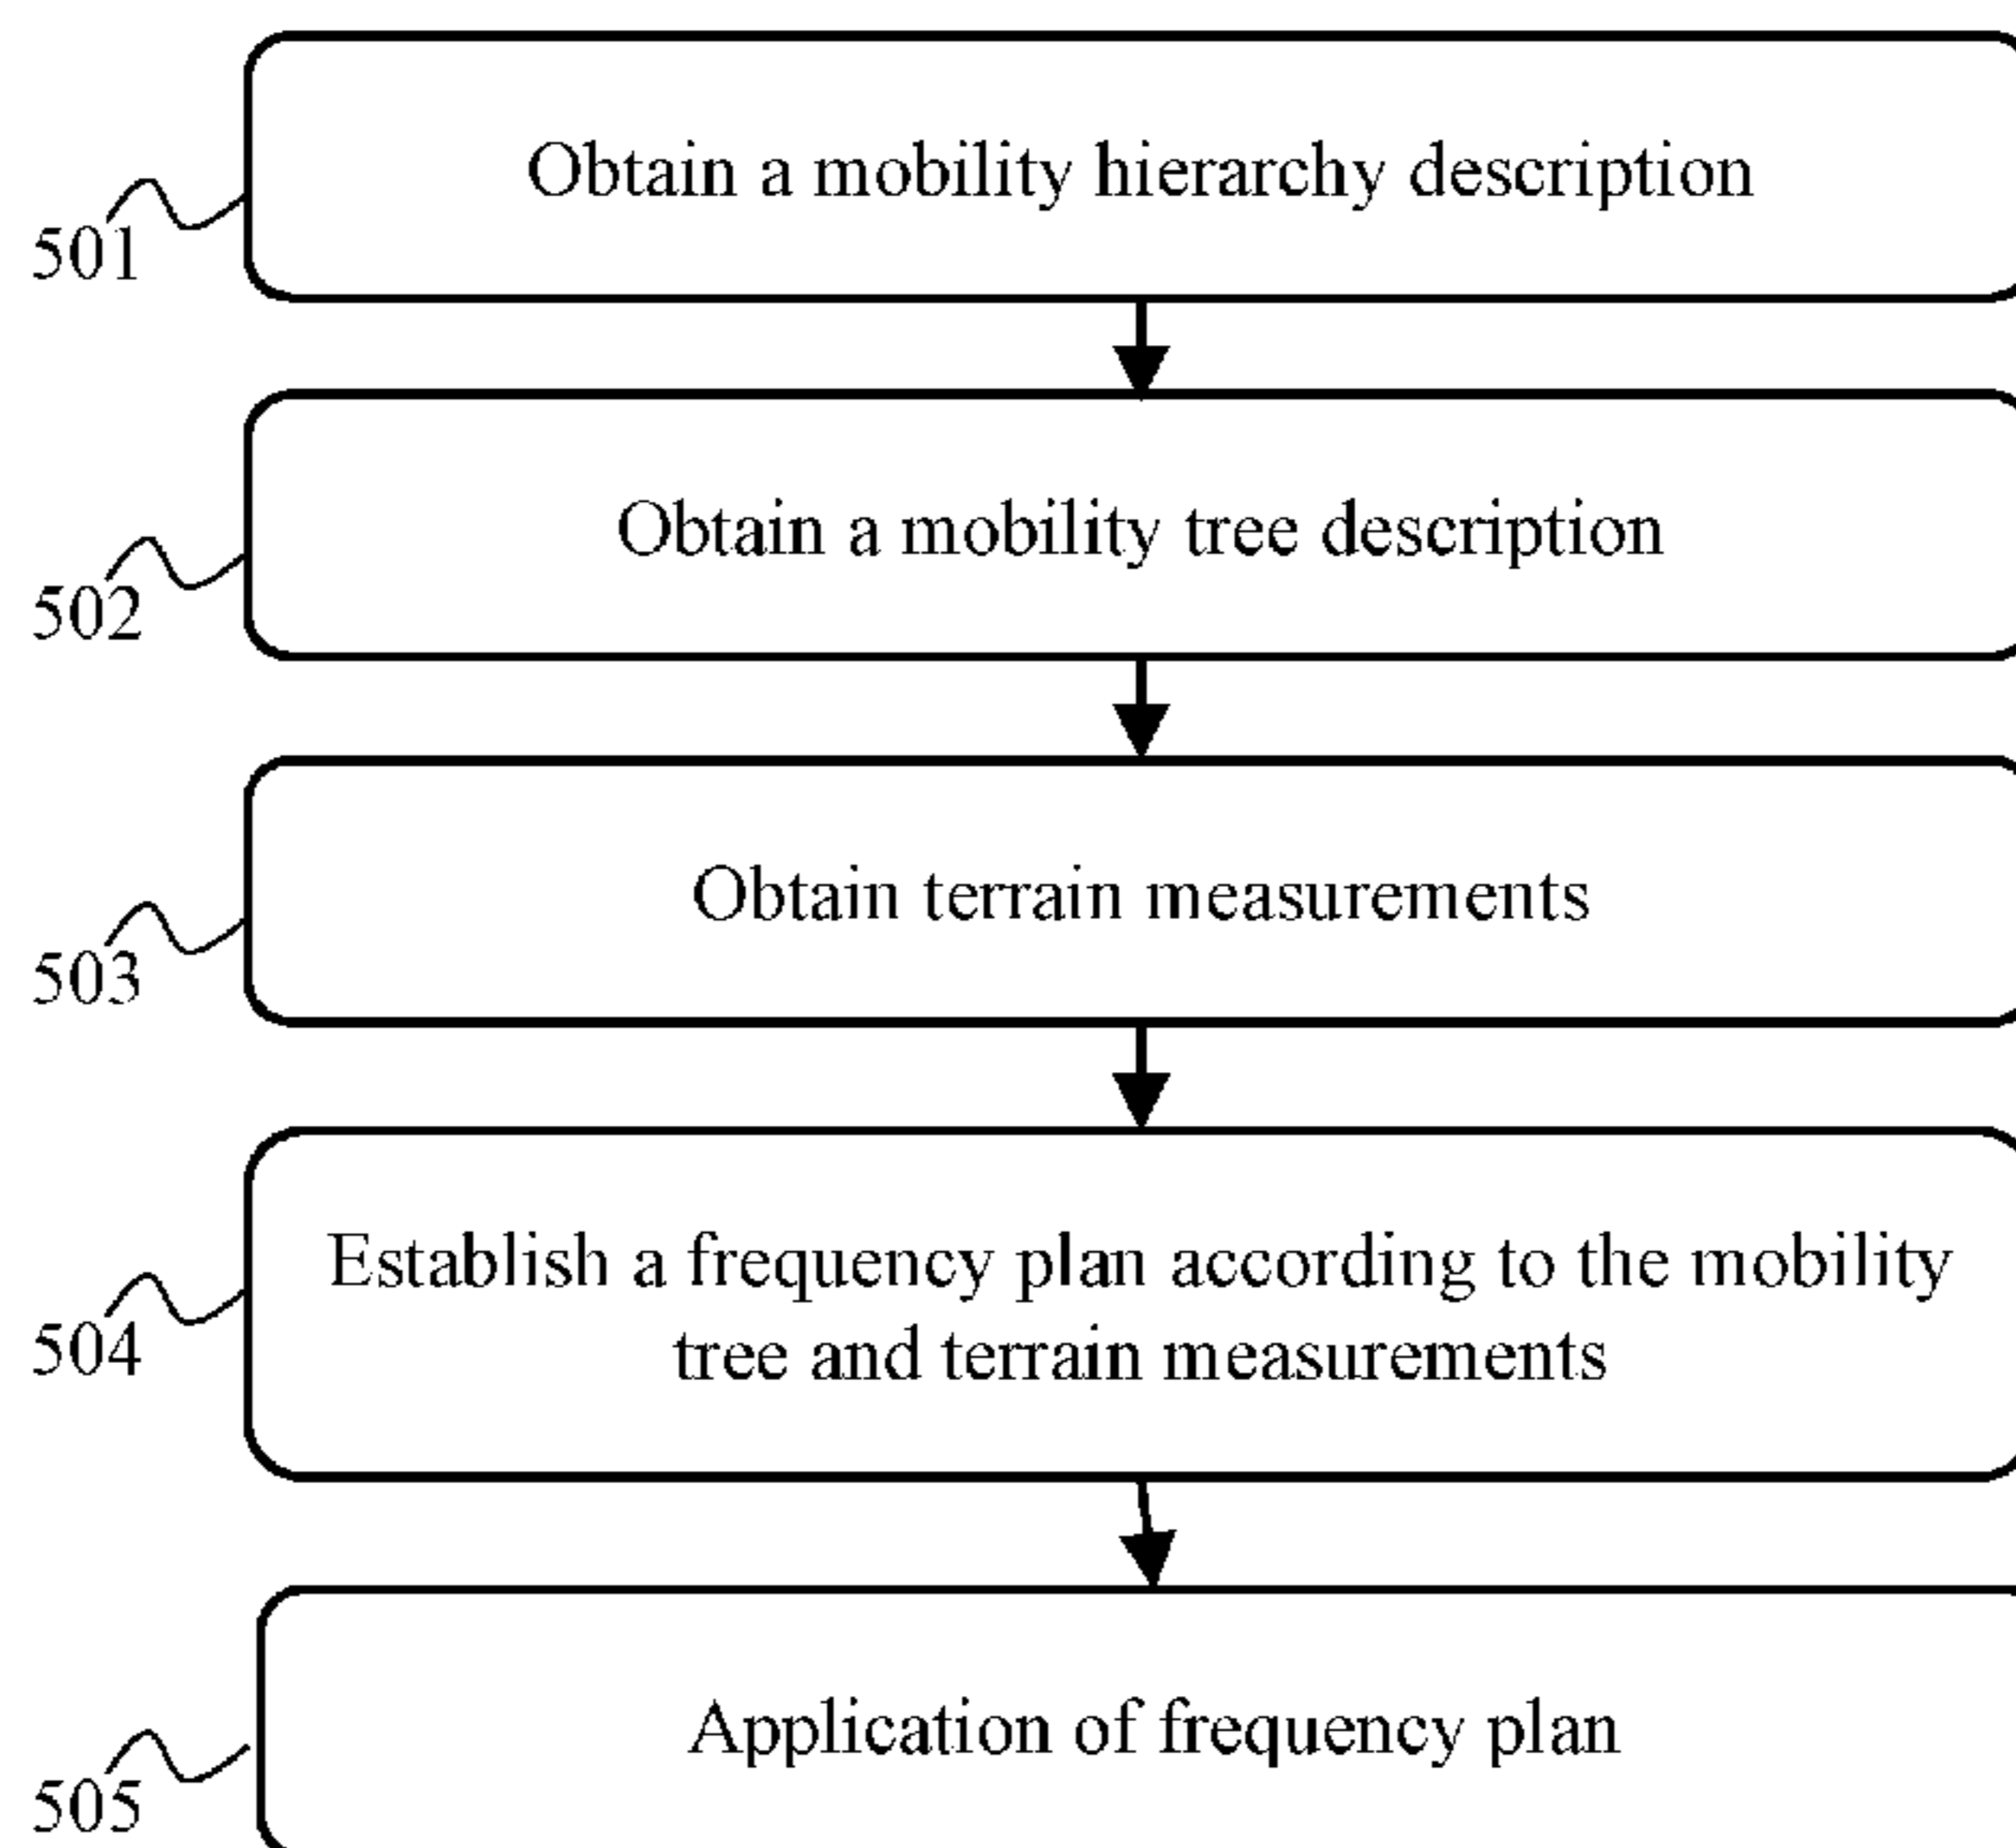 Obtain a mobility hierarchy description
501
Obtain a mobility tree description
502
Obtain terrain measurements
503
Establish a frequency plan according to the mobility
tree and terrain measurements
504
Application of frequency plan
505